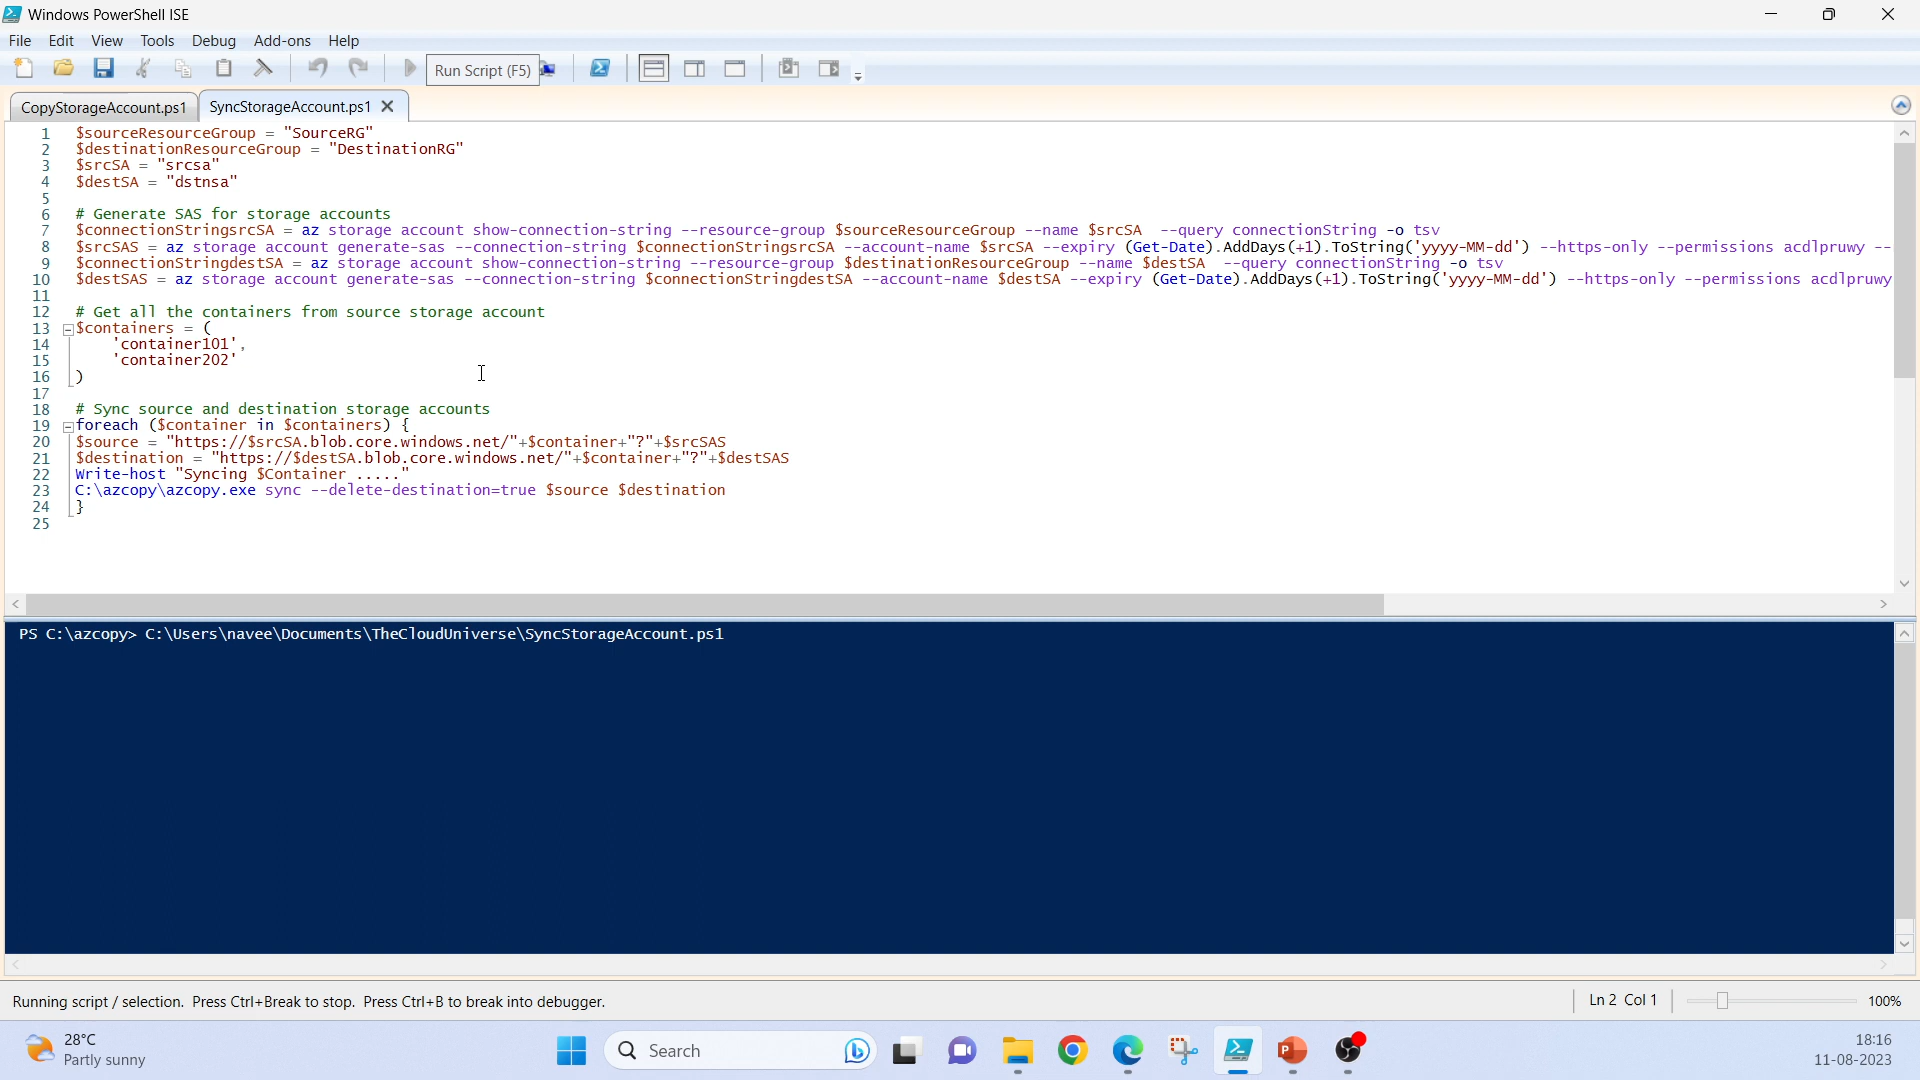 Windows PowerShell ISE
File Edit View Tools Debug Add-ons Help
Run Script (F5)
CopyStorageAccount.ps1 SyncStorageAccount.ps1
1 $sourceResourceGroup = "SourceRG"
2 $destinationResourceGroup = "DestinationRG"
3 $srcSA = "srcsa"
4 $destSA = "dstnsa"
5
6 # Generate SAS for storage accounts
7 $connectionStringsrcSA = az storage account show-connection-string --resource-group $sourceResourceGroup --name $srcSA --query connectionString -o tsv
8 $srcSAS = az storage account generate-sas --connection-string $connectionStringsrcSA --account-name $srcSA --expiry (Get-Date).AddDays(+1).ToString('yyyy-MM-dd') --https-only --permissions acdlpruwy --
9 $connectionStringdestSA = az storage account show-connection-string --resource-group $destinationResourceGroup --name $destSA --query connectionString -o tsv
10 $destSAS = az storage account generate-sas --connection-string $connectionStringdestSA --account-name $destSA --expiry (Get-Date).AddDays(+1).ToString('yyyy-MM-dd') --https-only --permissions acdlpruwy
11
12 # Get all the containers from source storage account
13 $containers = (
14 'container101',
15 'container202'
16 )
17
18 # Sync source and destination storage accounts
19 foreach ($container in $containers) {
20 $source = "https://$srcSA.blob.core.windows.net/"+$container+"?"+$srcSAS
21 $destination = "https://$destSA.blob.core.windows.net/"+$container+"?"+$destSAS
22 Write-host "Syncing $Container ....."
23 C:\azcopy\azcopy.exe sync --delete-destination=true $source $destination
24 }
25
PS C:\azcopy> C:\Users\navee\Documents\TheCloudUniverse\SyncStorageAccount.ps1
Running script / selection. Press Ctrl+Break to stop. Press Ctrl+B to break into debugger.
Ln 2 Col 1
100%
28°C
Partly sunny
Search
18:16
11-08-2023